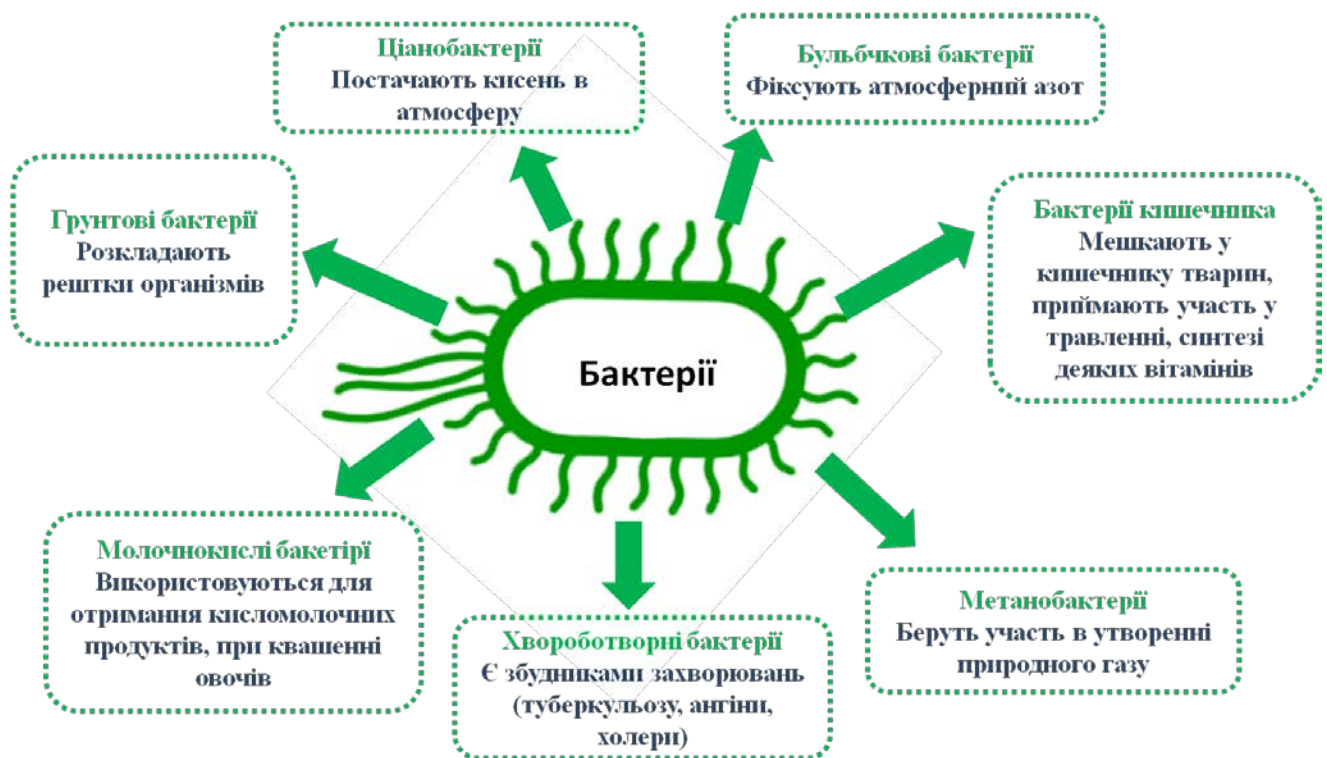 Ціанобактерії
Постачають кисень в
атмосферу
Бульбчкові бактерії
Фіксують атмосферний азот
Грунтові бактерії
Розкладають
рештки організмів
Бактерії кишечника
Мешкають у
кишечнику тварин,
приймають участь у
травленні, синтезі
деяких вітамінів
Бактерії
Молочнокислі бакетірії
Використовуються для
отримання кисломолочних
продуктів, при квашенні
овочів
Хвороботворні бактерії
Є збудниками захворювань
(туберкульозу, ангіни,
холери)
Метанобактерії
Беруть участь в утворенні
природного газу